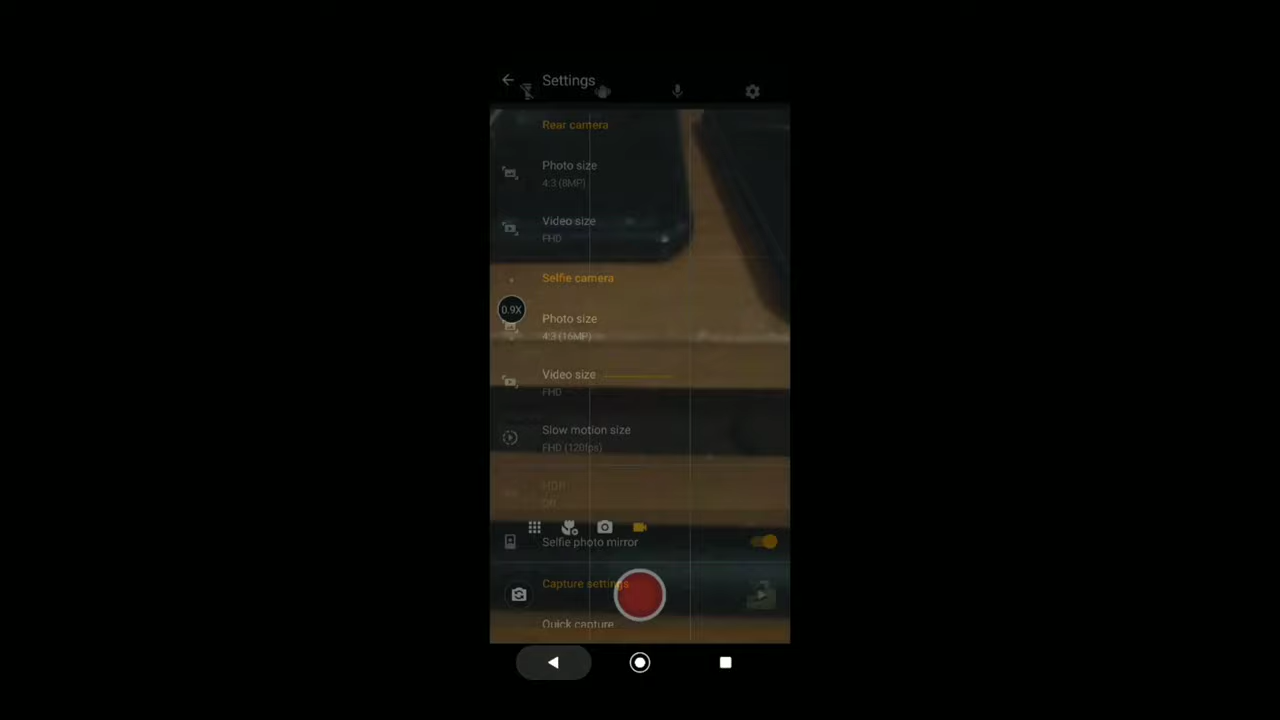 Settings
Rear camera
Photo size
4:3 (8MP)
Video size
FHD
Selfie camera
0.9X
Photo size
4:3 (16MP)
Video size
FHD
Slow motion size
FHD (120fps)
HDR
Off
Selfie photo mirror
Capture settings
Quick capture